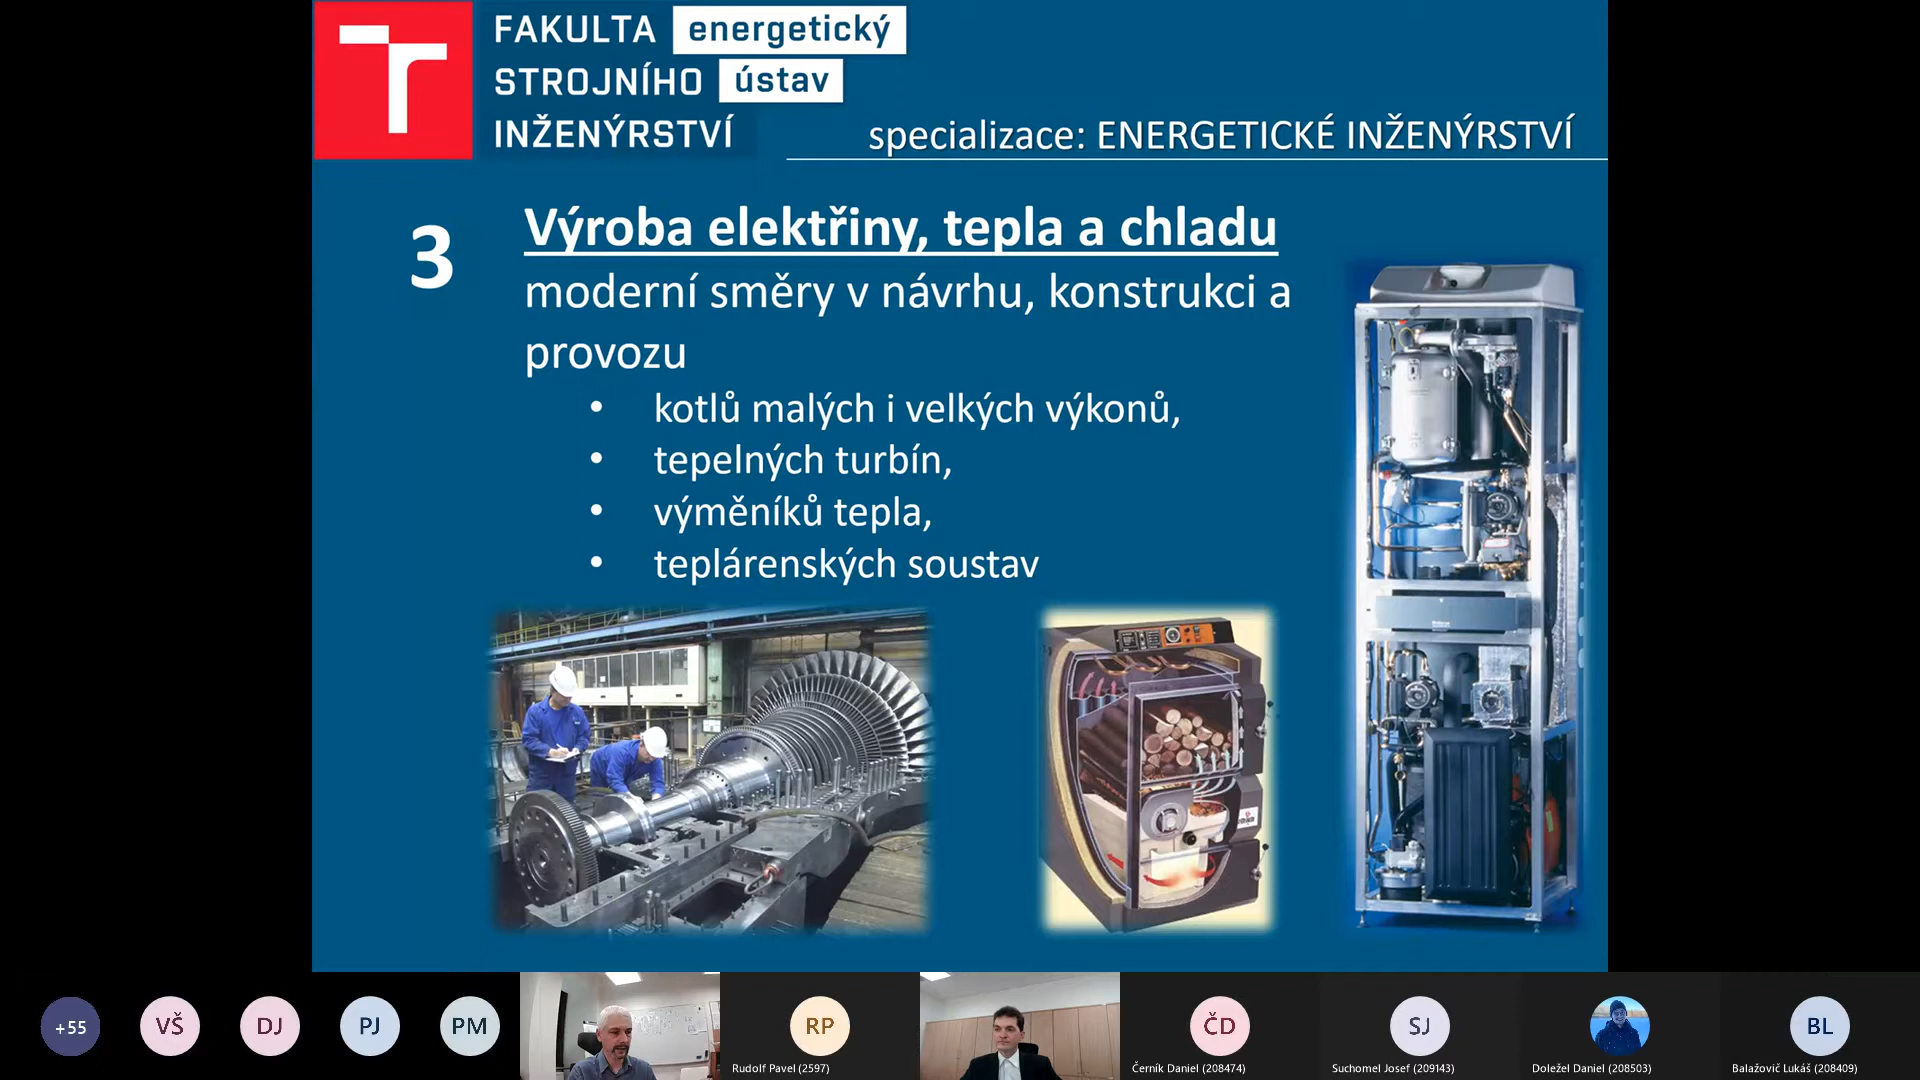 FAKULTA energetický
STROJNÍHO ústav
INŽENÝRSTVÍ
specializace: ENERGETICKÉ INŽENÝRSTVÍ
3
Výroba elektřiny, tepla a chladu
moderní směry v návrhu, konstrukci a
provozu
• kotlů malých i velkých výkonů,
• tepelných turbín,
• výměníků tepla,
• teplárenských soustav
+55
VŠ
DJ
PJ
PM
RP
Rudolf Pavel (2597)
ČD
Černík Daniel (208474)
SJ
Suchomel Josef (209143)
Doležel Daniel (208503)
BL
Balažovič Lukáš (208409)